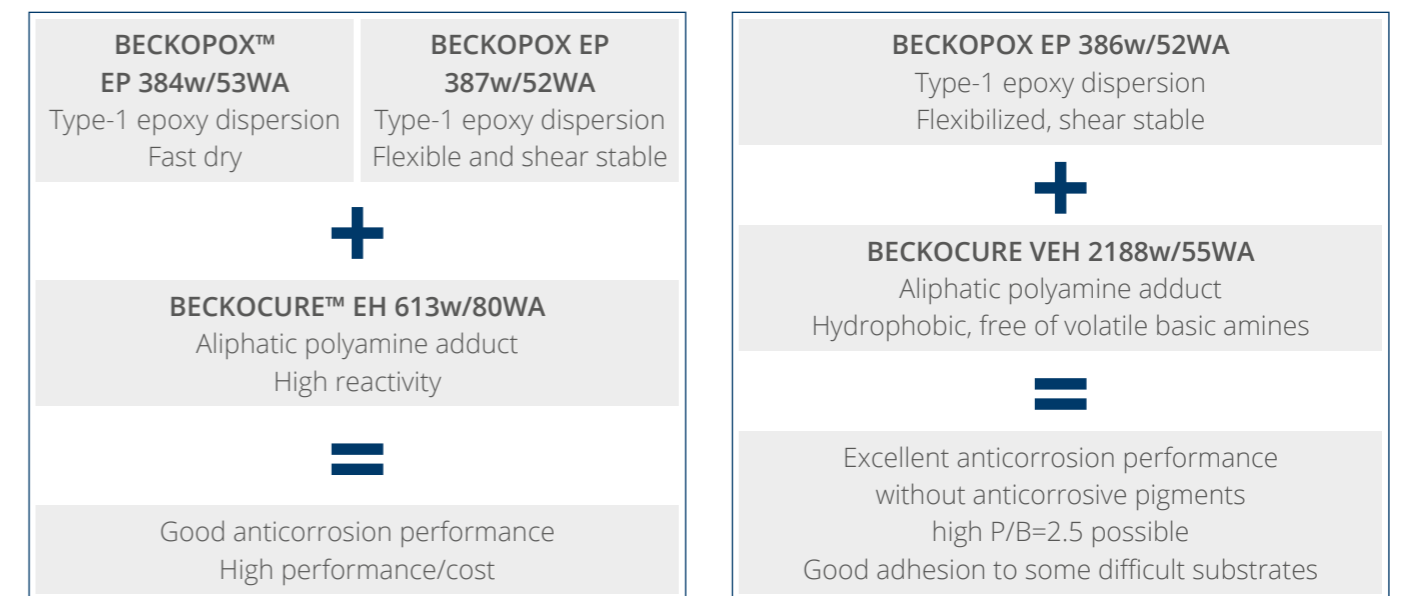 BECKOPOX™
EP 384w/53WA
Type-1 epoxy dispersion
Fast dry
BECKOPOX EP
387w/52WA
Type-1 epoxy dispersion
Flexible and shear stable
+
BECKOCURE™ EH 613w/80WA
Aliphatic polyamine adduct
High reactivity
=
Good anticorrosion performance
High performance/cost
BECKOPOX EP 386w/52WA
Type-1 epoxy dispersion
Flexibilized, shear stable
+
BECKOCURE VEH 2188w/55WA
Aliphatic polyamine adduct
Hydrophobic, free of volatile basic amines
=
Excellent anticorrosion performance
without anticorrosive pigments
high P/B=2.5 possible
Good adhesion to some difficult substrates